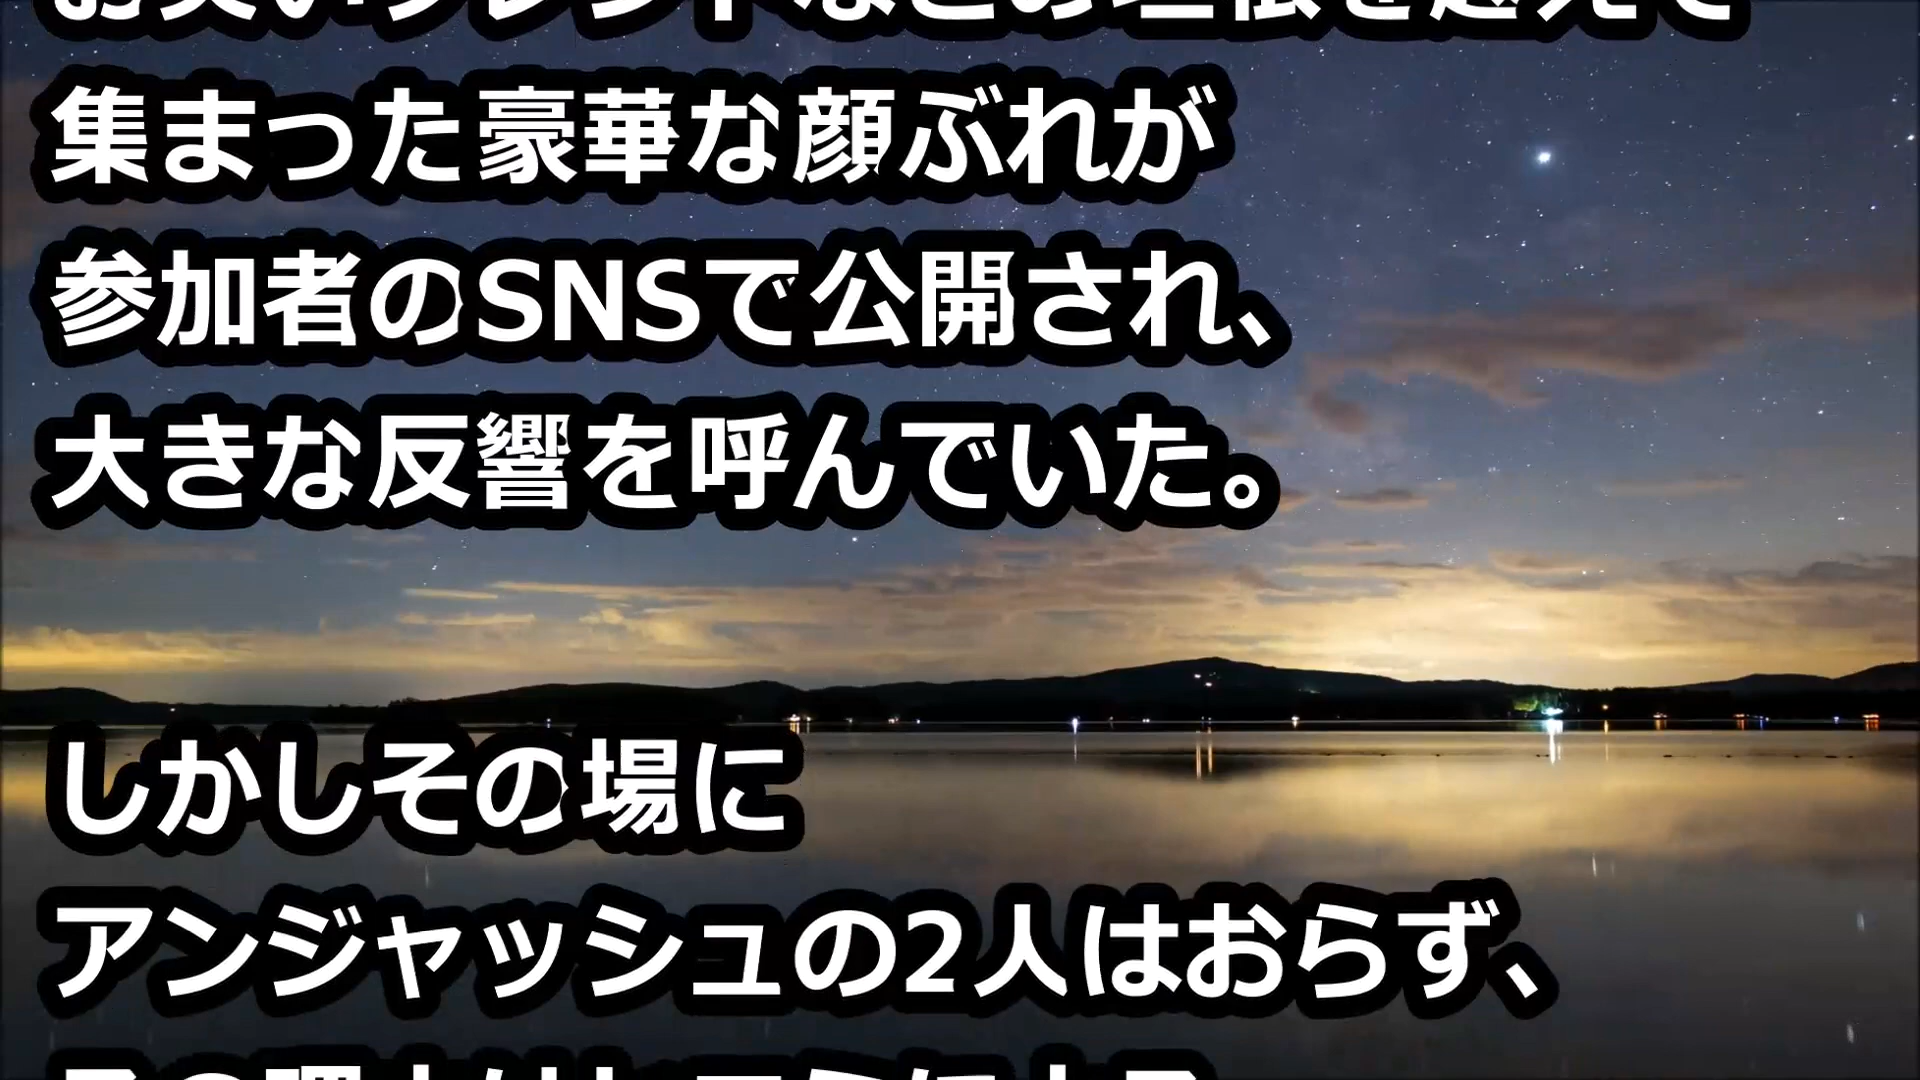 集まった豪華な顔ぶれが
参加者のSNSで公開され、
大きな反響を呼んでいた。
しかしその場に
アンジャッシュの2人はおらず、